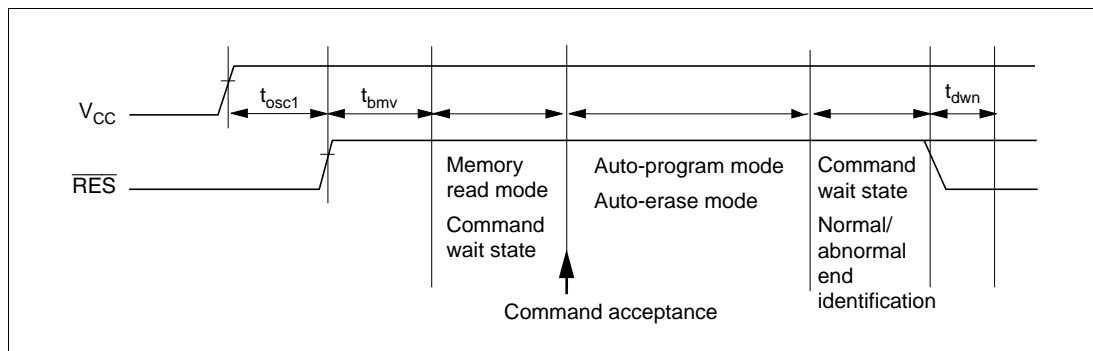 tosc1
tbmv
tdwn
VCC
RES
Memory
read mode
Command
wait state
Auto-program mode
Auto-erase mode
Command
wait state
Normal/
abnormal
end
identification
Command acceptance